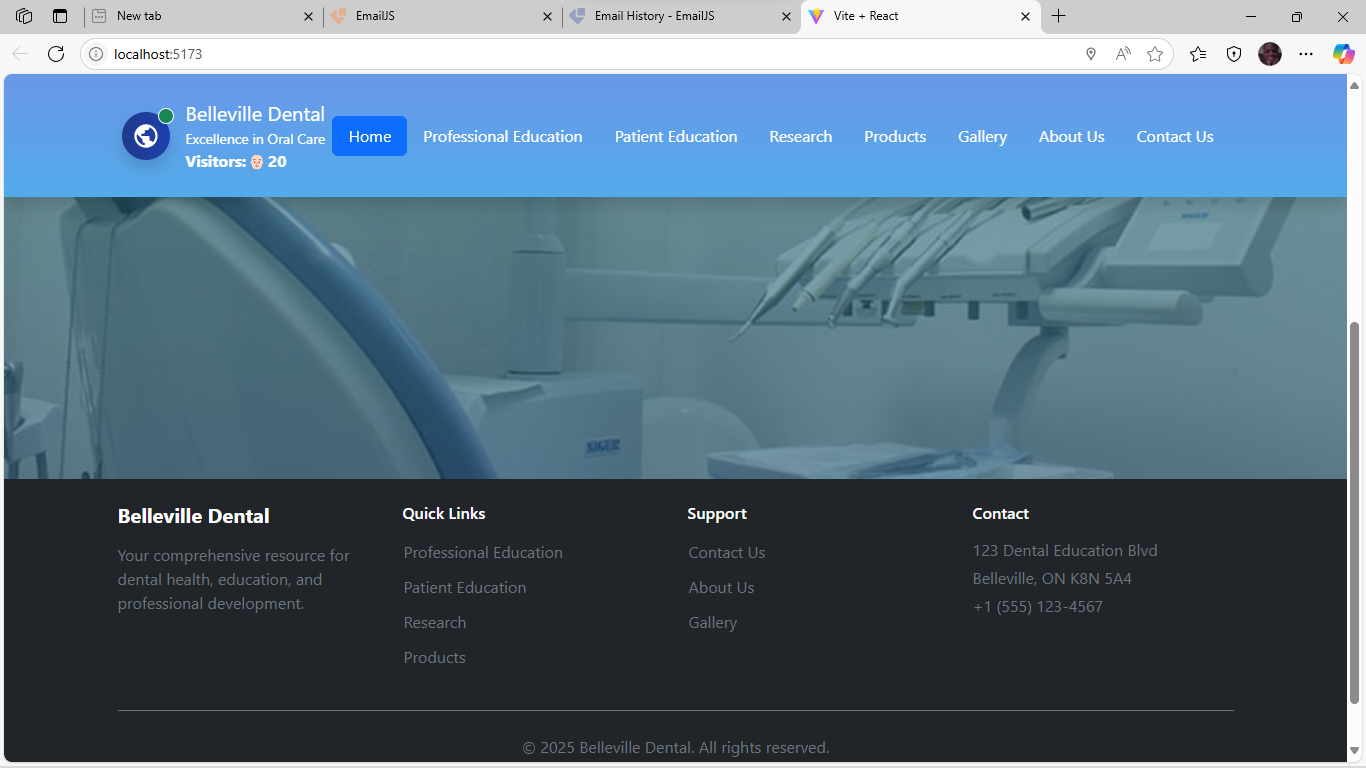 New tab
EmailJS
Email History - EmailJS
Vite + React
localhost:5173
Belleville Dental
Excellence in Oral Care
Visitors: 👨🏻‍🦲 20
Home
Professional Education
Patient Education
Research
Products
Gallery
About Us
Contact Us
SIGER
Belleville Dental
Your comprehensive resource for
dental health, education, and
professional development.
Quick Links
Professional Education
Patient Education
Research
Products
Support
Contact Us
About Us
Gallery
Contact
123 Dental Education Blvd
Belleville, ON K8N 5A4
+1 (555) 123-4567
© 2025 Belleville Dental. All rights reserved.